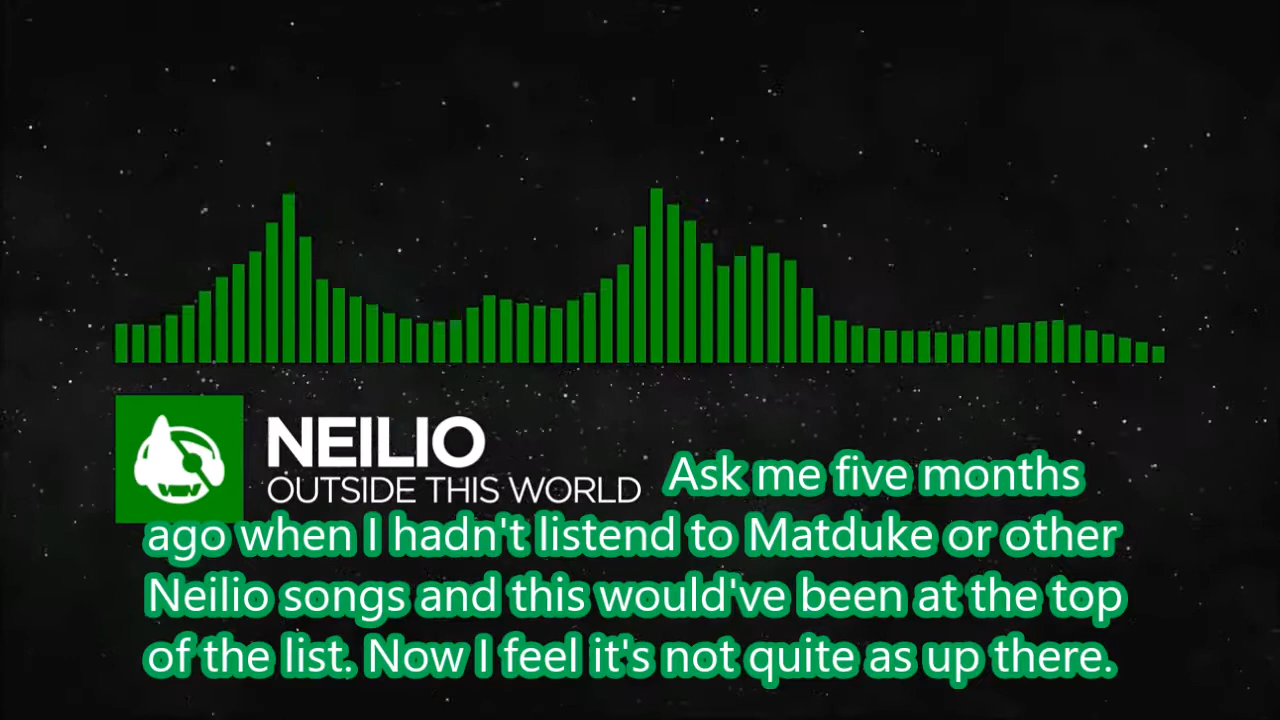 NEILIO
OUTSIDE THIS WORLD
Ask me five months
ago when I hadn't listend to Matduke or other
Neilio songs and this would've been at the top
of the list. Now I feel it's not quite as up there.